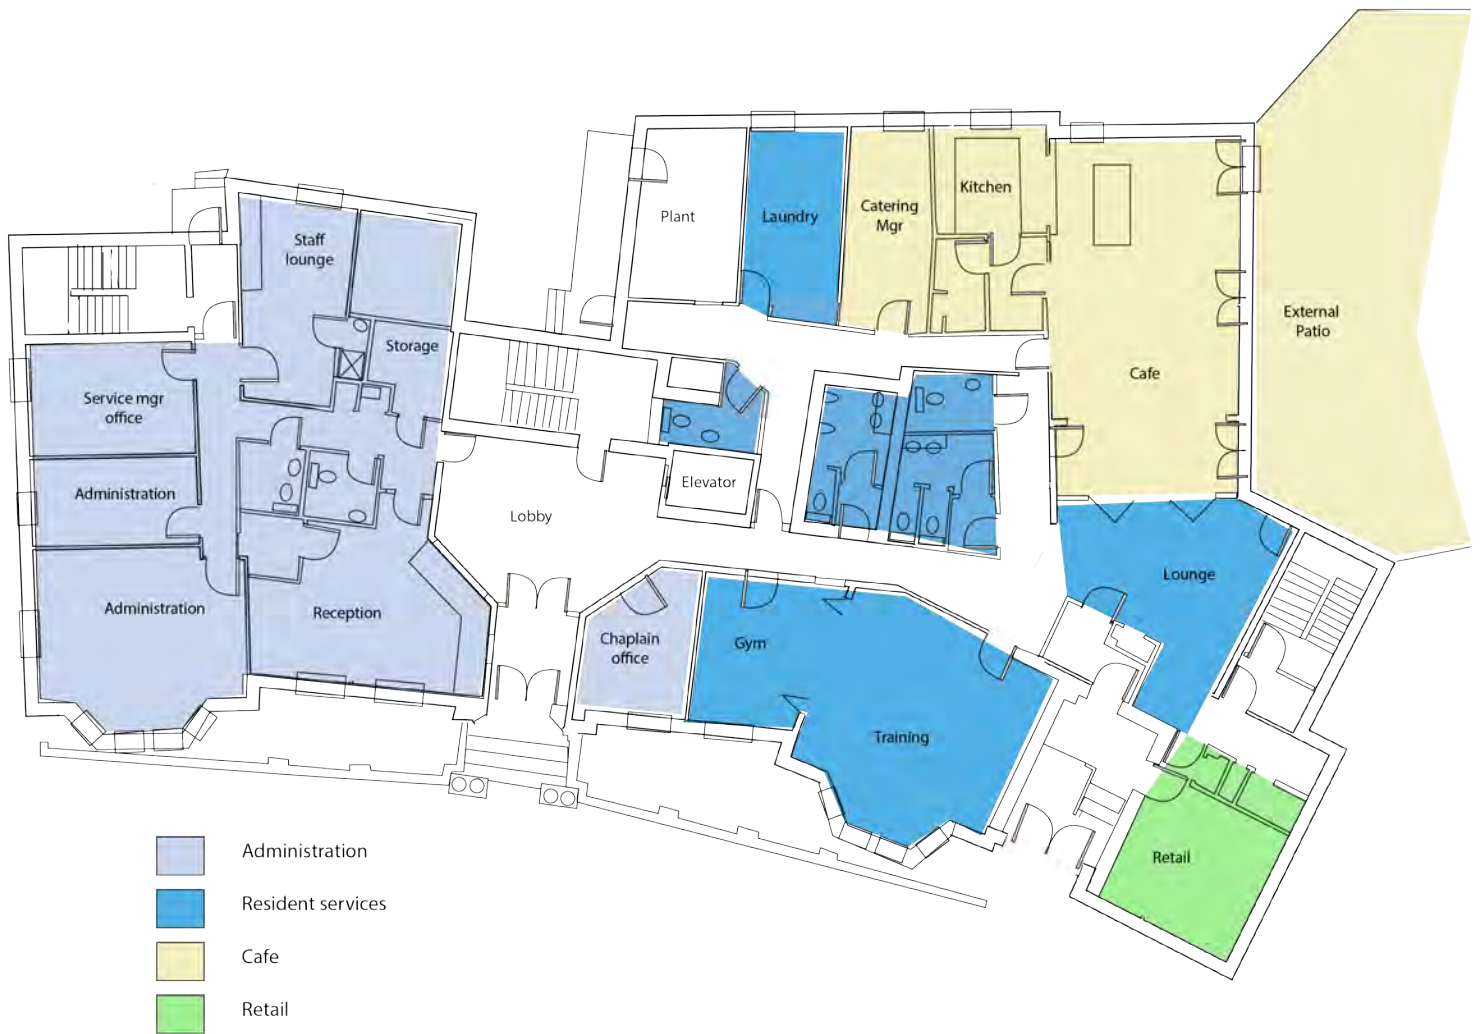 Plant
Laundry
Catering
Mgr
Kitchen
Staff
lounge
External
Patio
Storage
Cafe
Service mgr
office
Administration
Elevator
Lobby
Lounge
Administration
Reception
Chaplain
office
Gym
Training
Retail
Administration
Resident services
Cafe
Retail